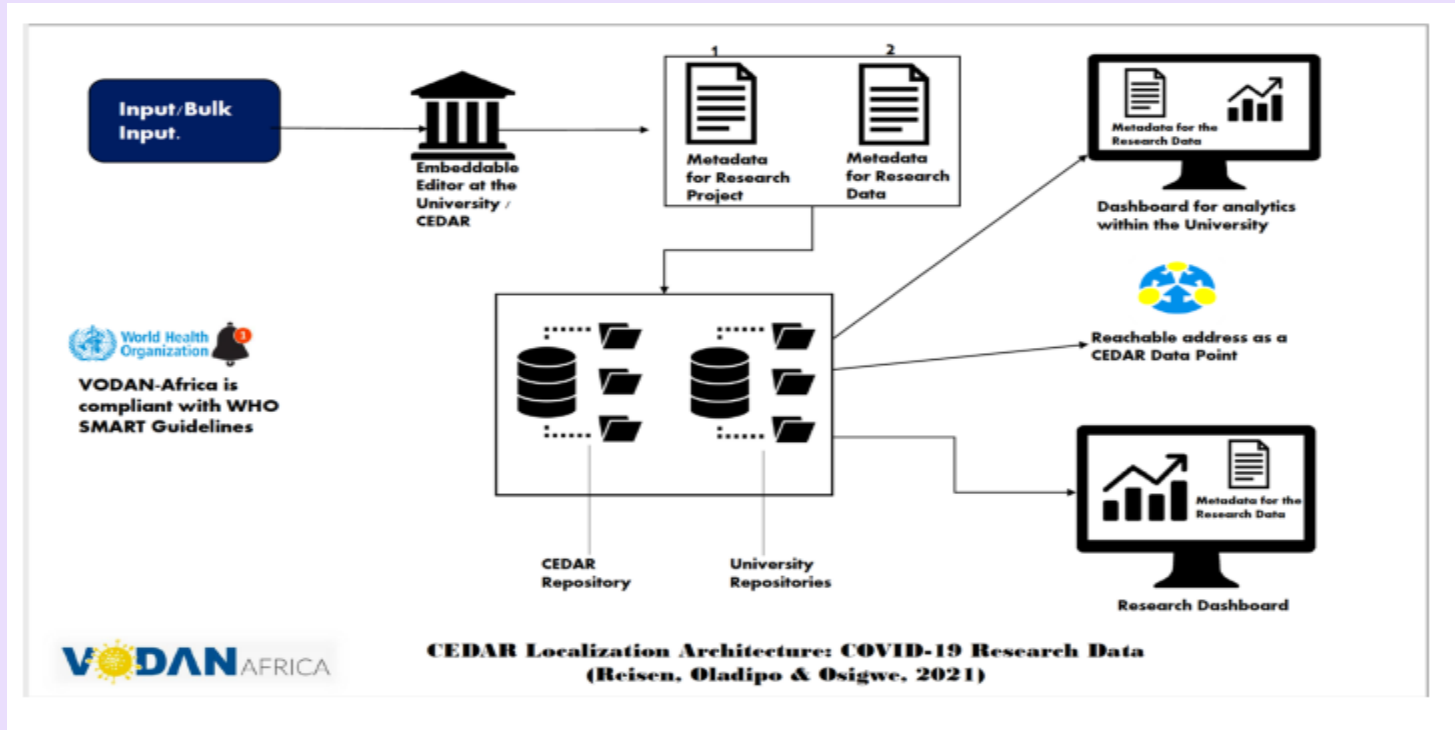 Input/Bulk
Input.
Embeddable
Editor at the
University /
CEDAR
1
2
Metadata
for Research
Project
Metadata
for Research
Data
Metadata for the
Research Data
Dashboard for analytics
within the University
Reachable address as a
CEDAR Data Point
World Health
Organization
1
VODAN-Africa is
compliant with WHO
SMART Guidelines
CEDAR
Repository
University
Repositories
Metadata for the
Research Data
Research Dashboard
VODAN AFRICA
CEDAR Localization Architecture: COVID-19 Research Data
(Reisen, Oladipo & Osigwe, 2021)